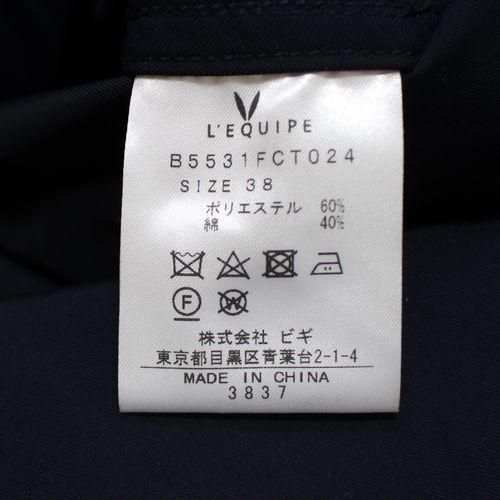 L'EQUIPE
B5531FCT024
SIZE 38
ポリエステル 60%
綿 40%
F W
株式会社 ビギ
東京都目黒区青葉台2-1-4
MADE IN CHINA
3837